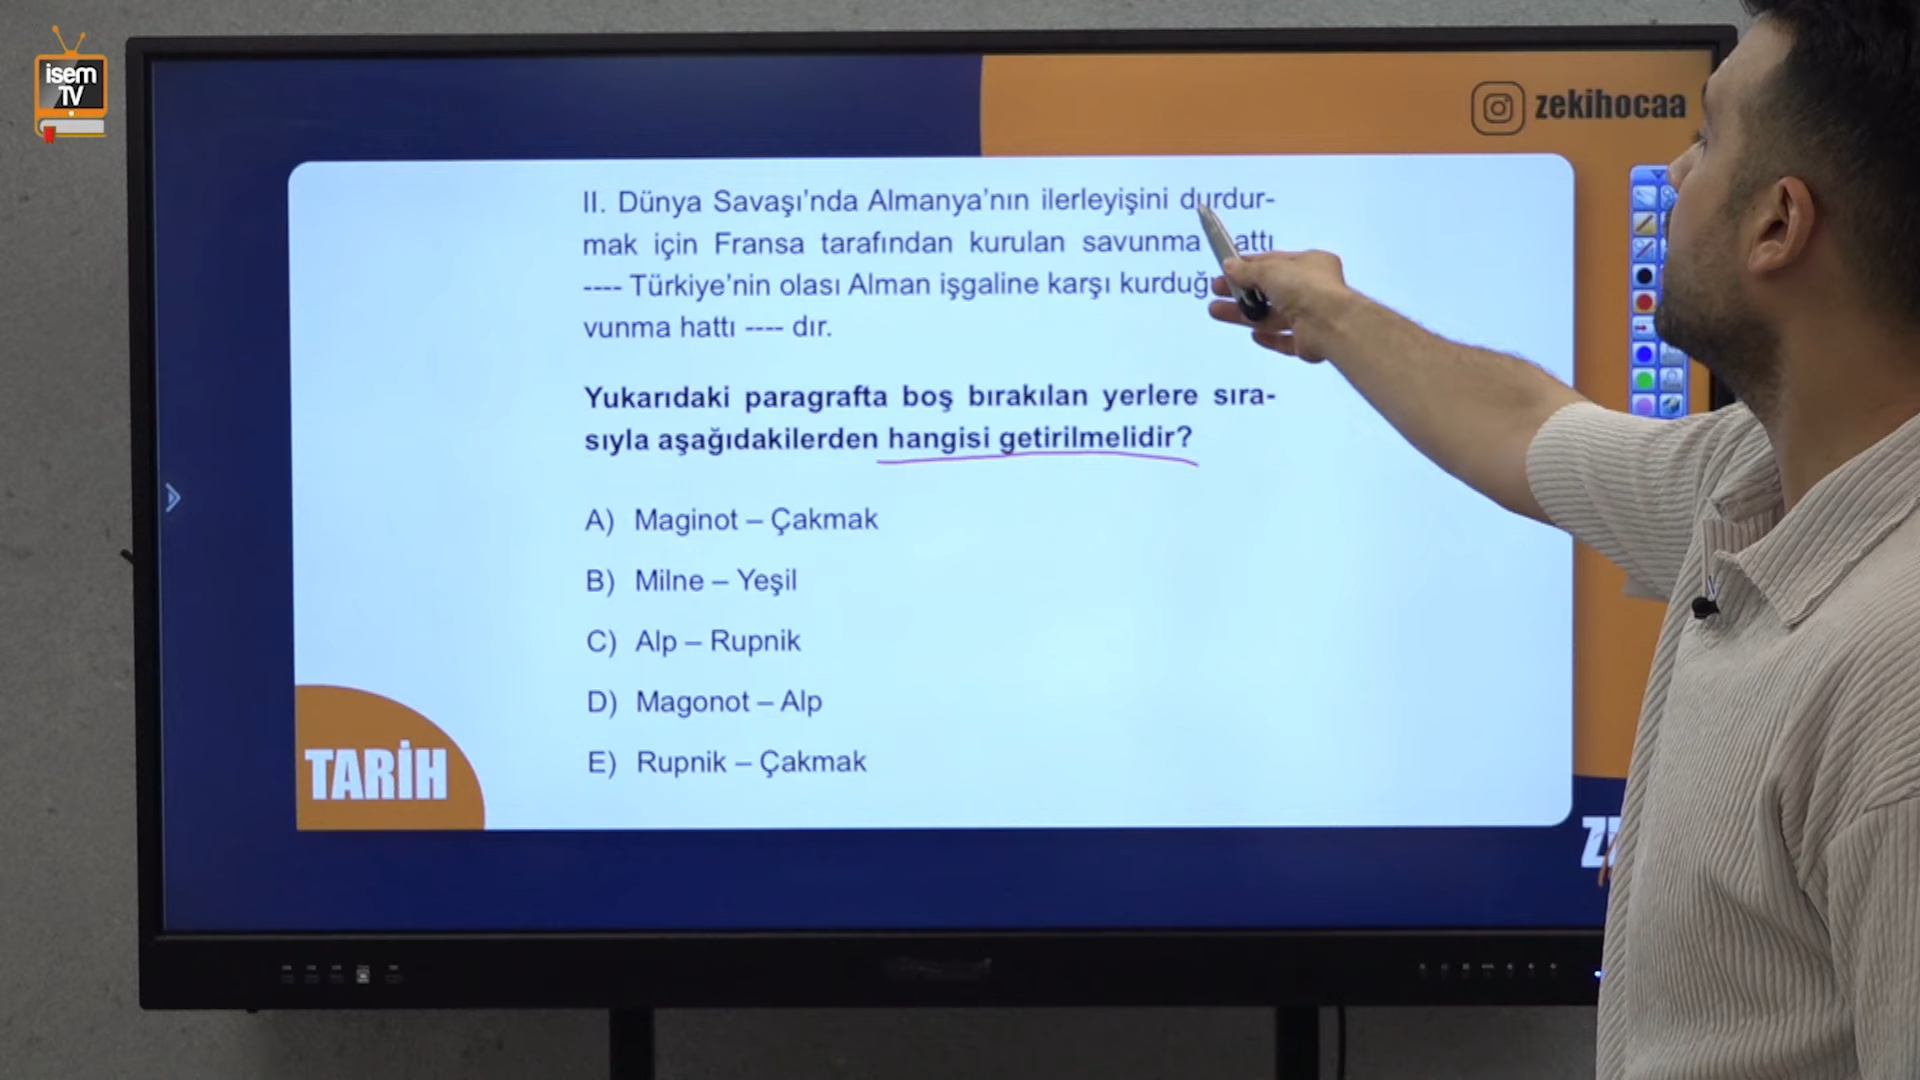 isem
TV
zekihocaa
II. Dünya Savaşı'nda Almanya'nın ilerleyişini durdur-
mak için Fransa tarafından kurulan savunma attı
---- Türkiye'nin olası Alman işgaline karşı kurduğ
vunma hattı ---- dır.
Yukarıdaki paragrafta boş bırakılan yerlere sıra-
sıyla aşağıdakilerden hangisi getirilmelidir?
A) Maginot – Çakmak
B) Milne – Yeşil
C) Alp – Rupnik
D) Magonot – Alp
E) Rupnik – Çakmak
TARİH